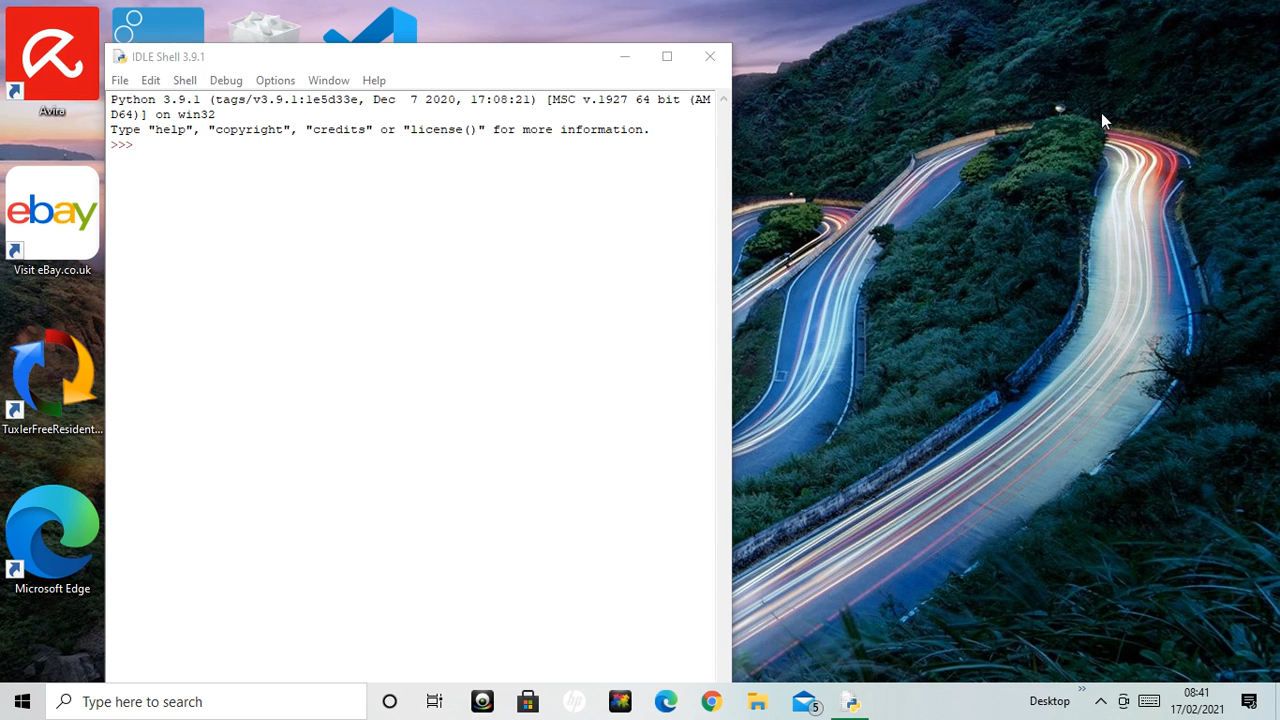 IDLE Shell 3.9.1
File Edit Shell Debug Options Window Help
Python 3.9.1 (tags/v3.9.1:1e5d33e, Dec  7 2020, 17:08:21) [MSC v.1927 64 bit (AM
D64)] on win32
Type "help", "copyright", "credits" or "license()" for more information.
>>>
Avira
ebay
Visit eBay.co.uk
TuxlerFreeResident...
Microsoft Edge
Type here to search
hp
5
Desktop
»
08:41
17/02/2021